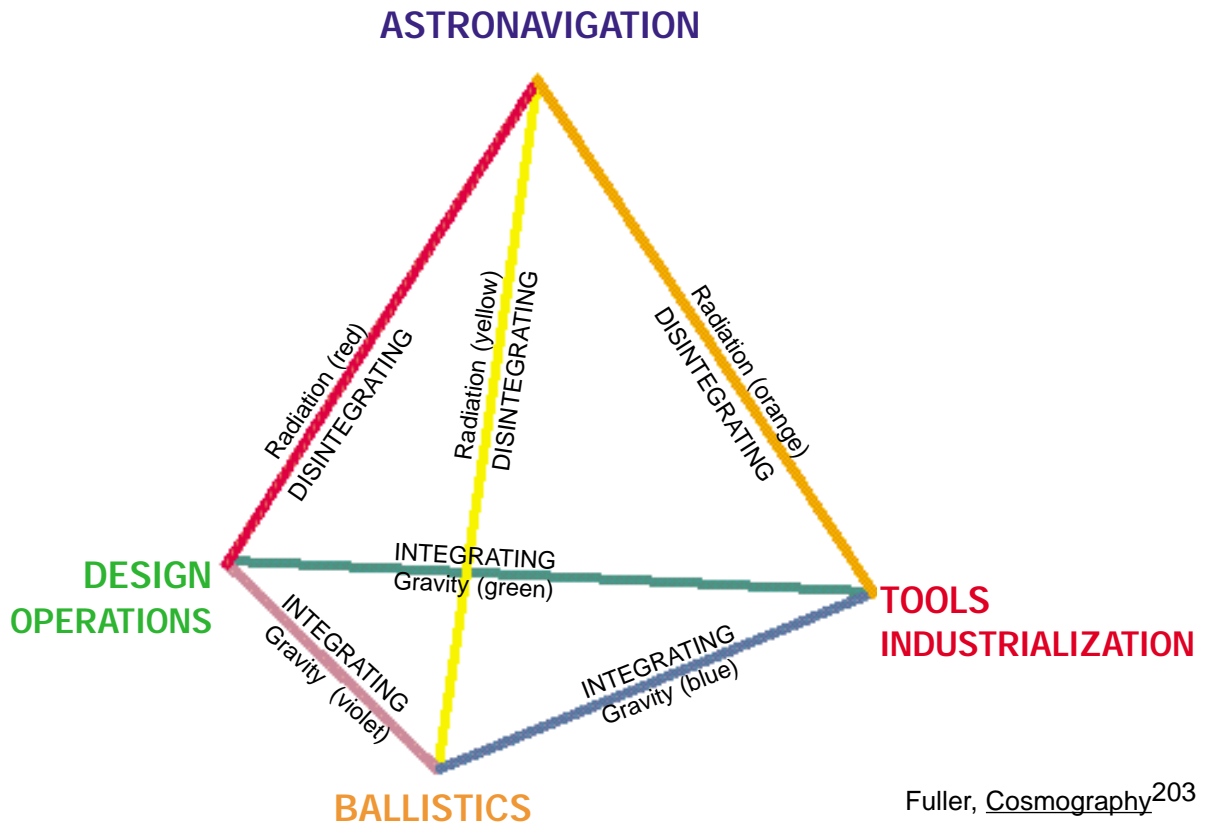 ASTRONAVIGATION
Radiation (red)
DISINTEGRATING
Radiation (yellow)
DISINTEGRATING
Radiation (orange)
DISINTEGRATING
INTEGRATING
Gravity (green)
DESIGN
OPERATIONS
TOOLS
INDUSTRIALIZATION
INTEGRATING
Gravity (violet)
INTEGRATING
Gravity (blue)
BALLISTICS
Fuller, Cosmography203